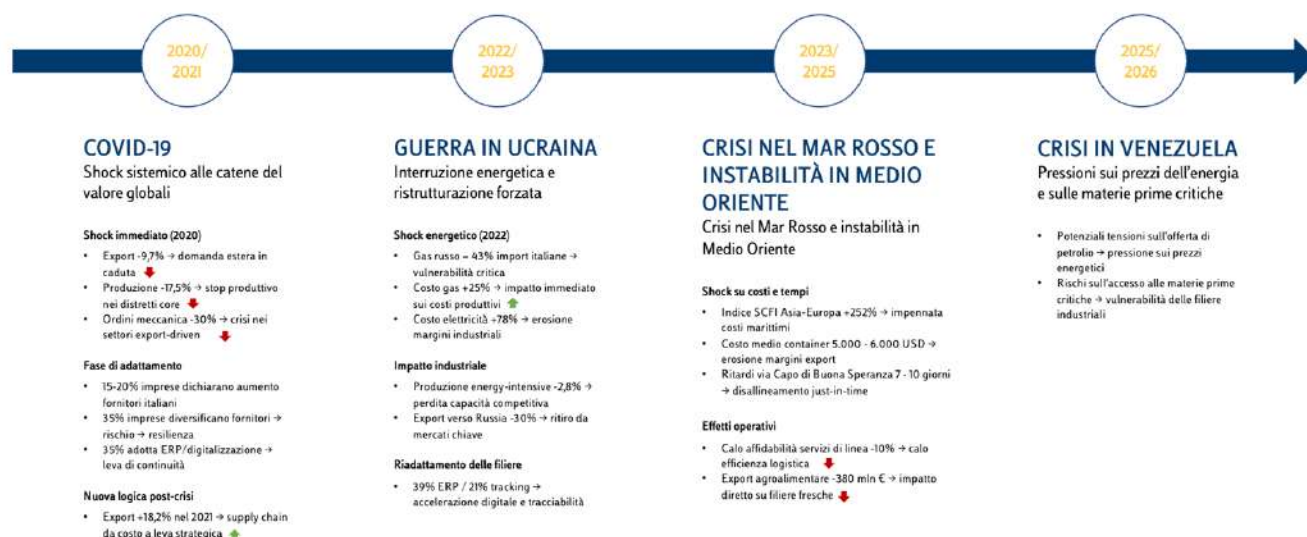 2020/
2021
2022/
2023
2023/
2025
2025/
2026
COVID-19
Shock sistemico alle catene del
valore globali
Shock immediato (2020)
• Export -9,7% → domanda estera in
caduta
• Produzione -17,5% → stop produttivo
nei distretti core
• Ordini meccanica -30% → crisi nei
settori export-driven
Fase di adattamento
• 15-20% imprese dichiarano aumento
fornitori italiani
• 35% imprese diversificano fornitori →
rischio → resilienza
• 35% adotta ERP/digitalizzazione →
leva di continuità
Nuova logica post-crisi
• Export +18,2% nel 2021 → supply chain
da costo a leva strategica
GUERRA IN UCRAINA
Interruzione energetica e
ristrutturazione forzata
Shock energetico (2022)
• Gas russo = 43% import italiane →
vulnerabilità critica
• Costo gas +25% → impatto immediato
sui costi produttivi
• Costo elettricità +78% → erosione
margini industriali
Impatto industriale
• Produzione energy-intensive -2,8% →
perdita capacità competitiva
• Export verso Russia -30% → ritiro da
mercati chiave
Riadattamento delle filiere
• 39% ERP / 21% tracking →
accelerazione digitale e tracciabilità
CRISI NEL MAR ROSSO E
INSTABILITÀ IN MEDIO
ORIENTE
Crisi nel Mar Rosso e instabilità in
Medio Oriente
Shock su costi e tempi
• Indice SCFI Asia-Europa +252% → impennata
costi marittimi
• Costo medio container 5.000 - 6.000 USD →
erosione margini export
• Ritardi via Capo di Buona Speranza 7 - 10 giorni
→ disallineamento just-in-time
Effetti operativi
• Calo affidabilità servizi di linea -10% → calo
efficienza logistica
• Export agroalimentare -380 mln € → impatto
diretto su filiere fresche
CRISI IN VENEZUELA
Pressioni sui prezzi dell'energia
e sulle materie prime critiche
• Potenziali tensioni sull'offerta di
petrolio → pressione sui prezzi
energetici
• Rischi sull'accesso alle materie prime
critiche → vulnerabilità delle filiere
industriali